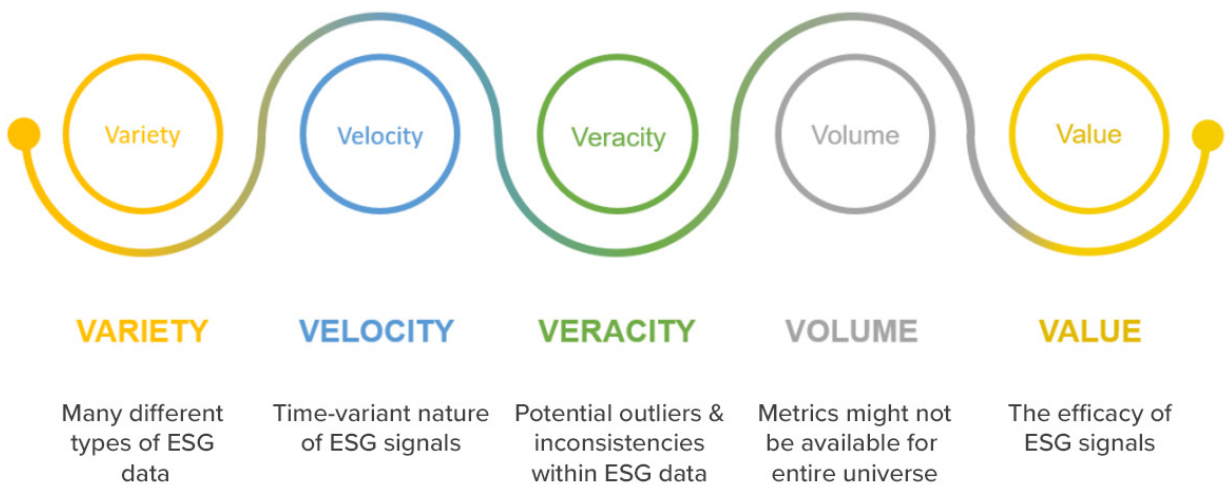 Variety
Velocity
Veracity
Volume
Value
VARIETY
VELOCITY
VERACITY
VOLUME
VALUE
Many different
types of ESG
data
Time-variant nature
of ESG signals
Potential outliers &
inconsistencies
within ESG data
Metrics might not
be available for
entire universe
The efficacy of
ESG signals